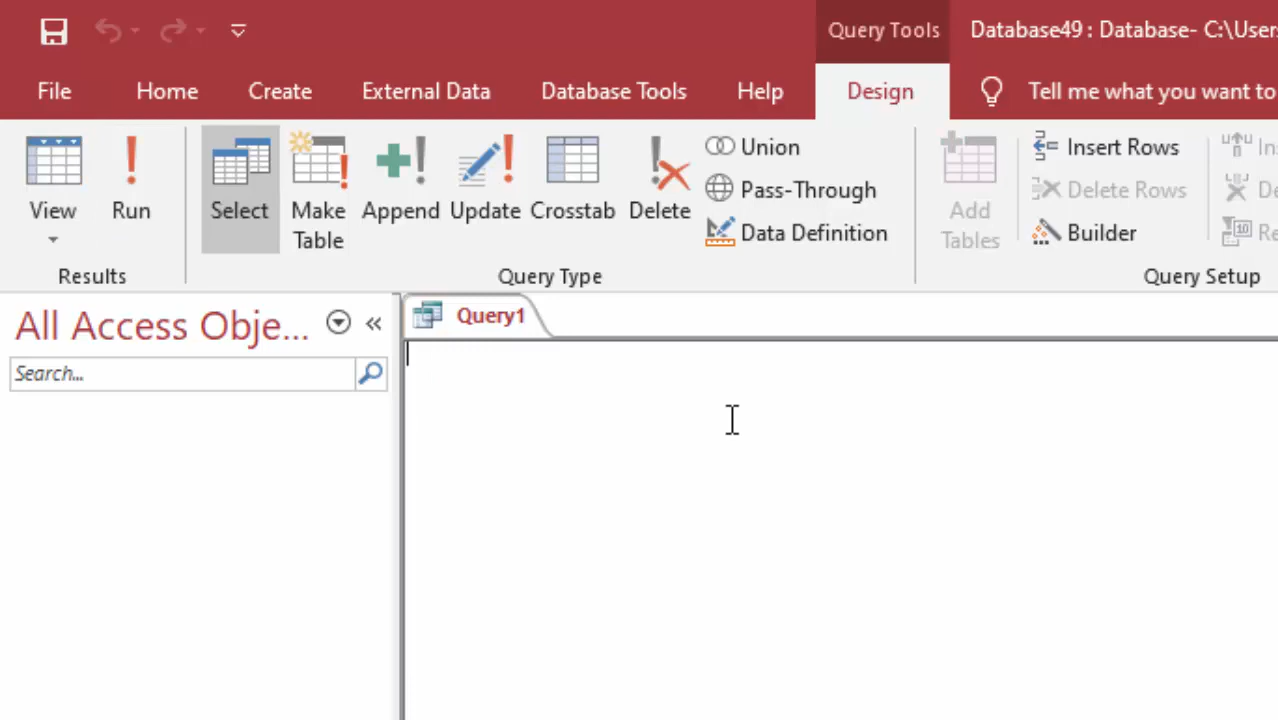 Query Tools
Database49 : Database- C:\User
File Home Create External Data Database Tools Help Design Tell me what you want to
View
Run
Select
Make Table
Append
Update
Crosstab
Delete
Union
Pass-Through
Data Definition
Add Tables
Insert Rows
Delete Rows
Builder
Results
Query Type
Query Setup
All Access Obje...
Search...
Query1